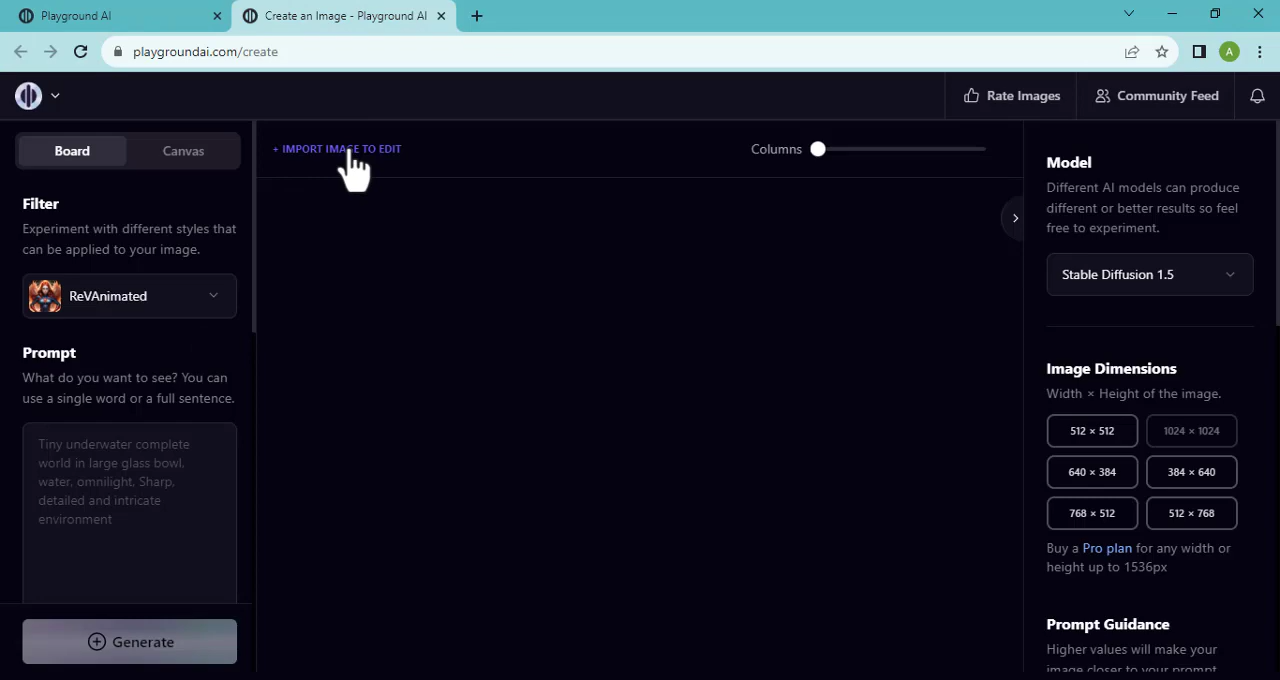 Playground AI
Create an Image - Playground AI
playgroundai.com/create
A
Rate Images
Community Feed
Board
Canvas
+ IMPORT IMAGE TO EDIT
Columns
Filter
Experiment with different styles that
can be applied to your image.
ReVAnimated
Prompt
What do you want to see? You can
use a single word or a full sentence.
Tiny underwater complete
world in large glass bowl,
water, omnilight, Sharp,
detailed and intricate
environment
Generate
Model
Different AI models can produce
different or better results so feel
free to experiment.
Stable Diffusion 1.5
Image Dimensions
Width × Height of the image.
512 × 512
1024 × 1024
640 × 384
384 × 640
768 × 512
512 × 768
Buy a Pro plan for any width or
height up to 1536px
Prompt Guidance
Higher values will make your
image closer to your prompt.